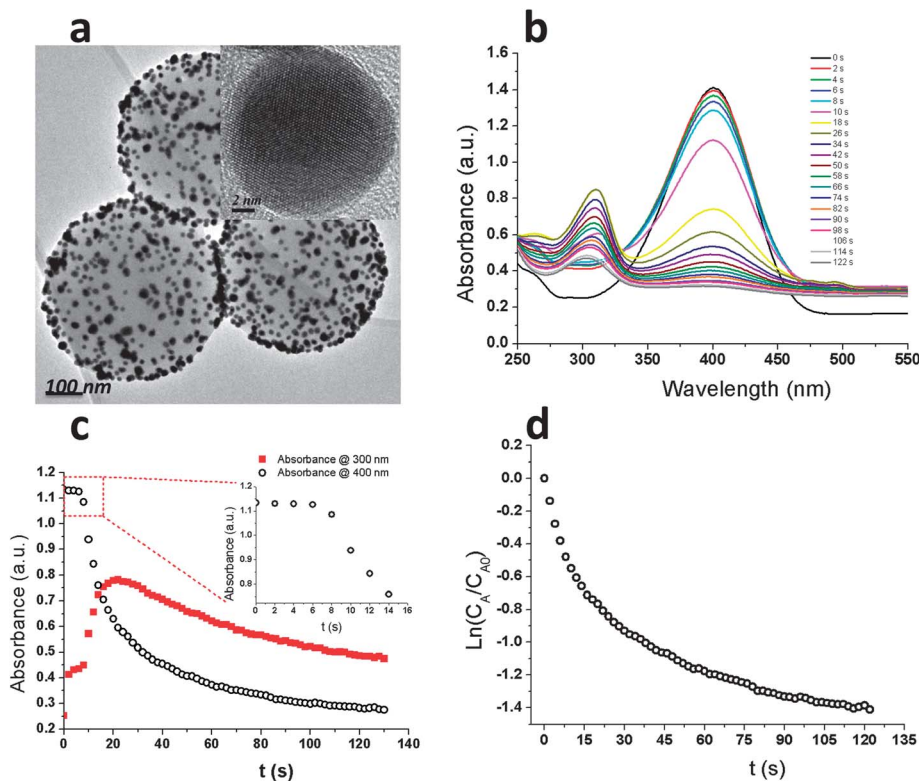 a
2 nm
100 nm
b
Absorbance (a.u.)
1.6
1.4
1.2
1.0
0.8
0.6
0.4
0.2
0.0
250 300 350 400 450 500 550
Wavelength (nm)
0 s
2 s
4 s
6 s
8 s
10 s
18 s
26 s
34 s
42 s
50 s
58 s
66 s
74 s
82 s
90 s
98 s
106 s
114 s
122 s
c
Absorbance @ 300 nm
Absorbance @ 400 nm
Absorbance (a.u.)
1.2
1.1
1.0
0.9
0.8
0.7
0.6
0.5
0.4
0.3
0.2
0 20 40 60 80 100 120 140
t (s)
Absorbance (a.u.)
1.2
1.1
1.0
0.9
0.8
0 2 4 6 8 10 12 14 16
t (s)
d
Ln(C_A/C_A0)
0.2
0.0
-0.2
-0.4
-0.6
-0.8
-1.0
-1.2
-1.4
0 15 30 45 60 75 90 105 120 135
t (s)